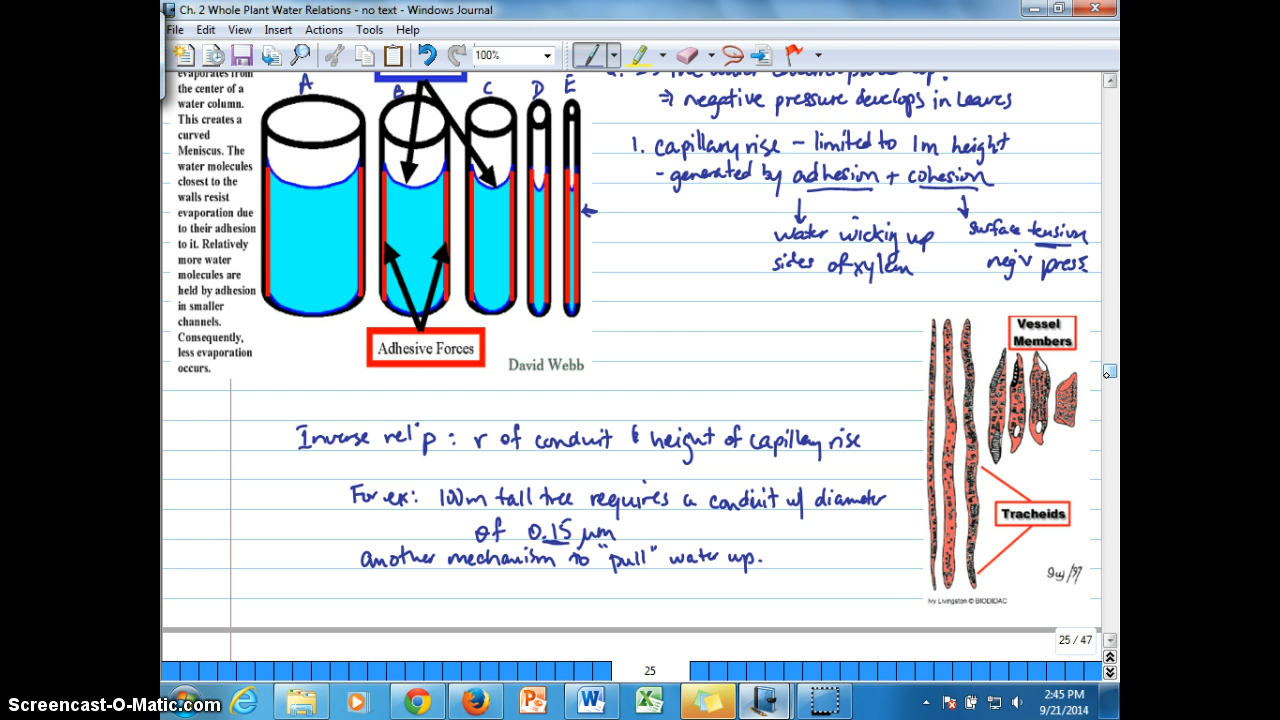 Ch. 2 Whole Plant Water Relations - no text - Windows Journal
File Edit View Insert Actions Tools Help
100%
evaporates from
the center of a
water column.
This creates a
curved
Meniscus. The
water molecules
closest to the
walls resist
evaporation due
to their adhesion
to it. Relatively
more water
molecules are
held by adhesion
in smaller
channels.
Consequently,
less evaporation
occurs.
A B C D E
Adhesive Forces
David Webb
⇒ negative pressure develops in leaves
1. capillary rise - limited to 1m height
- generated by adhesion + cohesion
water wicking up
sides of xylem
surface tension
neg'v press
Vessel
Members
Tracheids
Ivy Livingston © BIODIDAC
Inverse rel'p : r of conduit & height of capillary rise
For ex: 100m tall tree requires a conduit w/ diameter
of 0.15 µm
another mechanism to "pull" water up.
25 / 47
25
Screencast-O-Matic.com
2:45 PM
9/21/2014